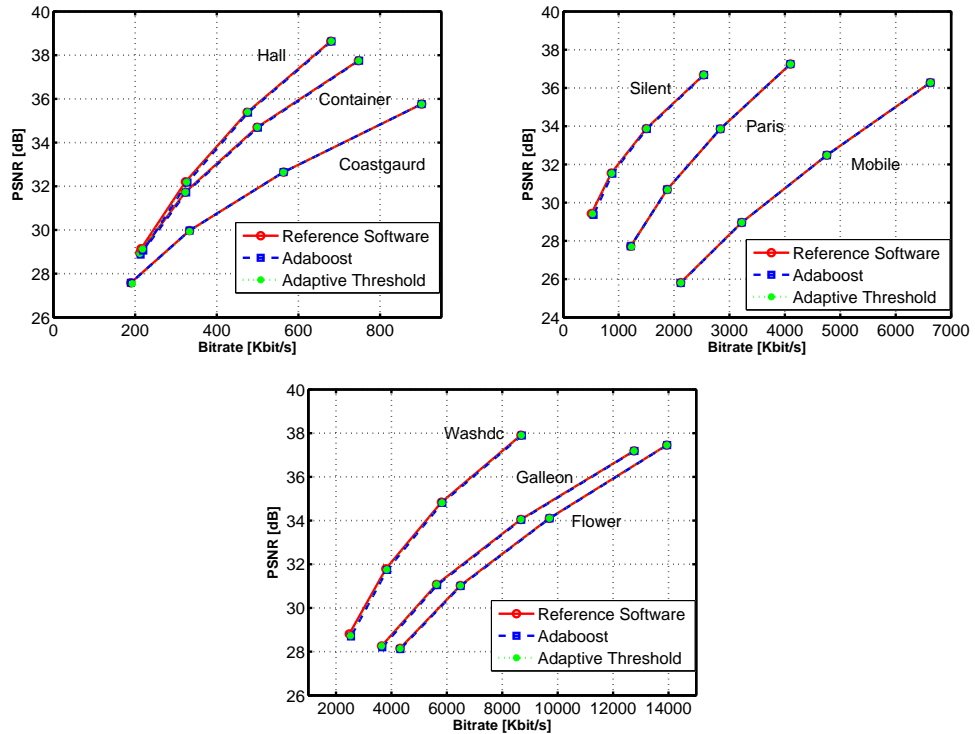 40
38
36
34
32
30
28
26
0
200
400
600
800
PSNR [dB]
Bitrate [Kbit/s]
Hall
Container
Coastgaurd
Reference Software
Adaboost
Adaptive Threshold
40
38
36
34
32
30
28
26
24
0
1000
2000
3000
4000
5000
6000
7000
PSNR [dB]
Bitrate [Kbit/s]
Silent
Paris
Mobile
Reference Software
Adaboost
Adaptive Threshold
40
38
36
34
32
30
28
26
2000
4000
6000
8000
10000
12000
14000
PSNR [dB]
Bitrate [Kbit/s]
Washdc
Galleon
Flower
Reference Software
Adaboost
Adaptive Threshold